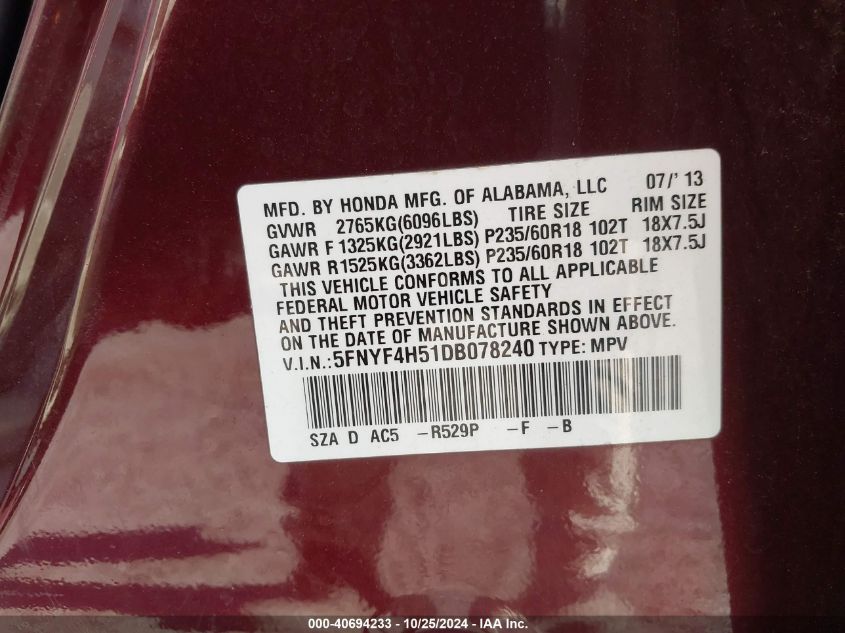 MFD. BY HONDA MFG. OF ALABAMA, LLC 07/' 13
GVWR 2765KG(6096LBS) TIRE SIZE RIM SIZE
GAWR F 1325KG(2921LBS) P235/60R18 102T 18X7.5J
GAWR R1525KG(3362LBS) P235/60R18 102T 18X7.5J
THIS VEHICLE CONFORMS TO ALL APPLICABLE
FEDERAL MOTOR VEHICLE SAFETY
AND THEFT PREVENTION STANDARDS IN EFFECT
ON THE DATE OF MANUFACTURE SHOWN ABOVE.
V.I.N.:5FNYF4H51DB078240 TYPE: MPV
SZA D AC5 -R529P -F -B
000-40694233 - 10/25/2024 - IAA Inc.